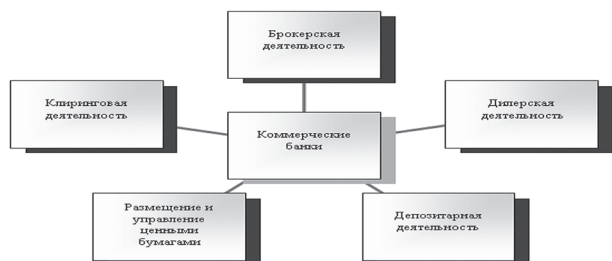 Брокерская
деятельность
Клиринговая
деятельность
Дилерская
деятельность
Коммерческие
банки
Размещение и
управление
ценными
бумагами
Депозитарная
деятельность